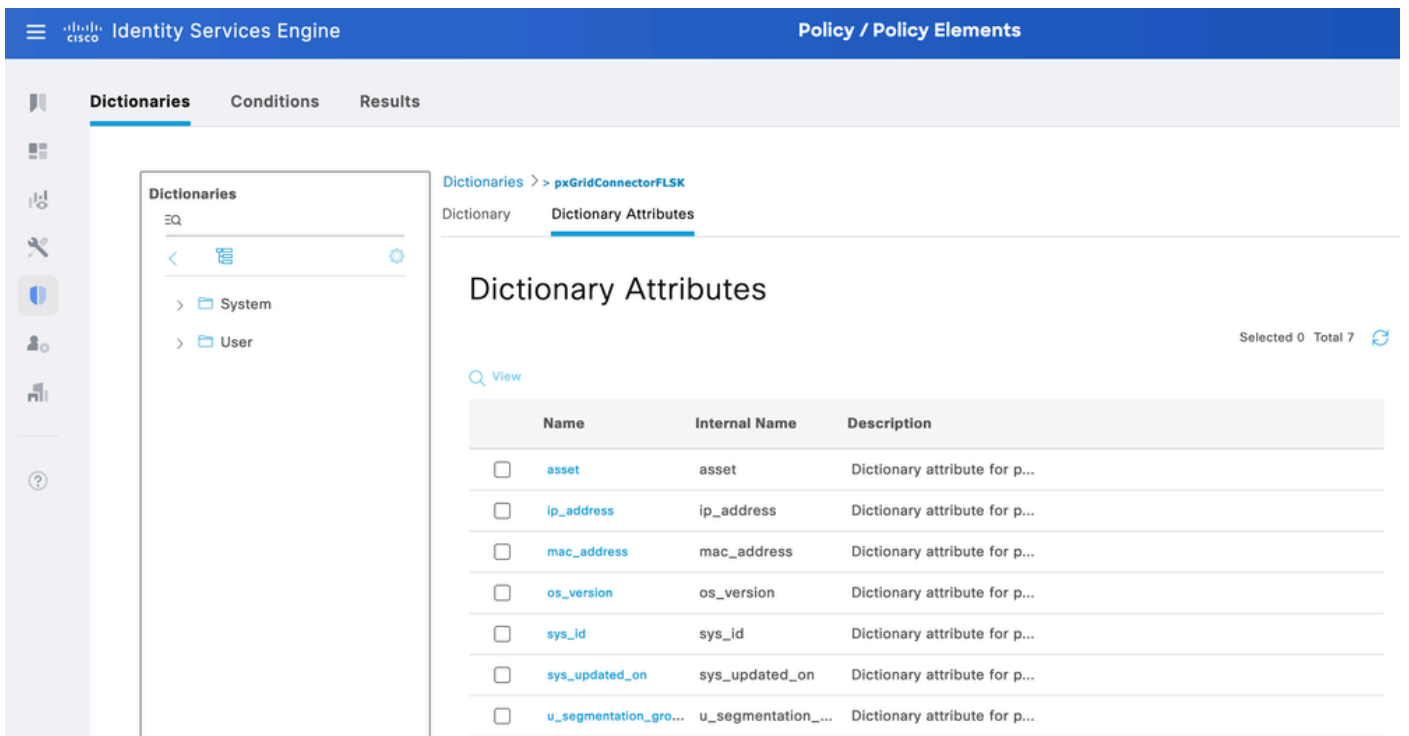 cisco Identity Services Engine
Policy / Policy Elements
Dictionaries Conditions Results
Dictionaries
System
User
Dictionaries > > pxGridConnectorFLSK
Dictionary Dictionary Attributes
Dictionary Attributes
Selected 0 Total 7
View
Name Internal Name Description
asset asset Dictionary attribute for p...
ip_address ip_address Dictionary attribute for p...
mac_address mac_address Dictionary attribute for p...
os_version os_version Dictionary attribute for p...
sys_id sys_id Dictionary attribute for p...
sys_updated_on sys_updated_on Dictionary attribute for p...
u_segmentation_gro... u_segmentation_... Dictionary attribute for p...